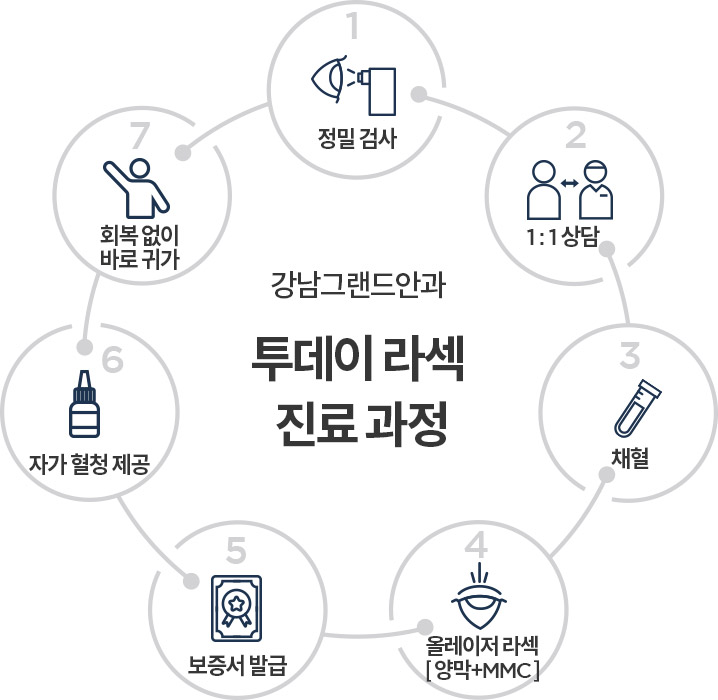 강남그랜드안과
투데이 라섹
진료 과정
1
정밀 검사
2
1:1 상담
3
채혈
4
올레이저 라섹
[양막+MMC]
5
보증서 발급
6
자가 혈청 제공
7
회복 없이
바로 귀가